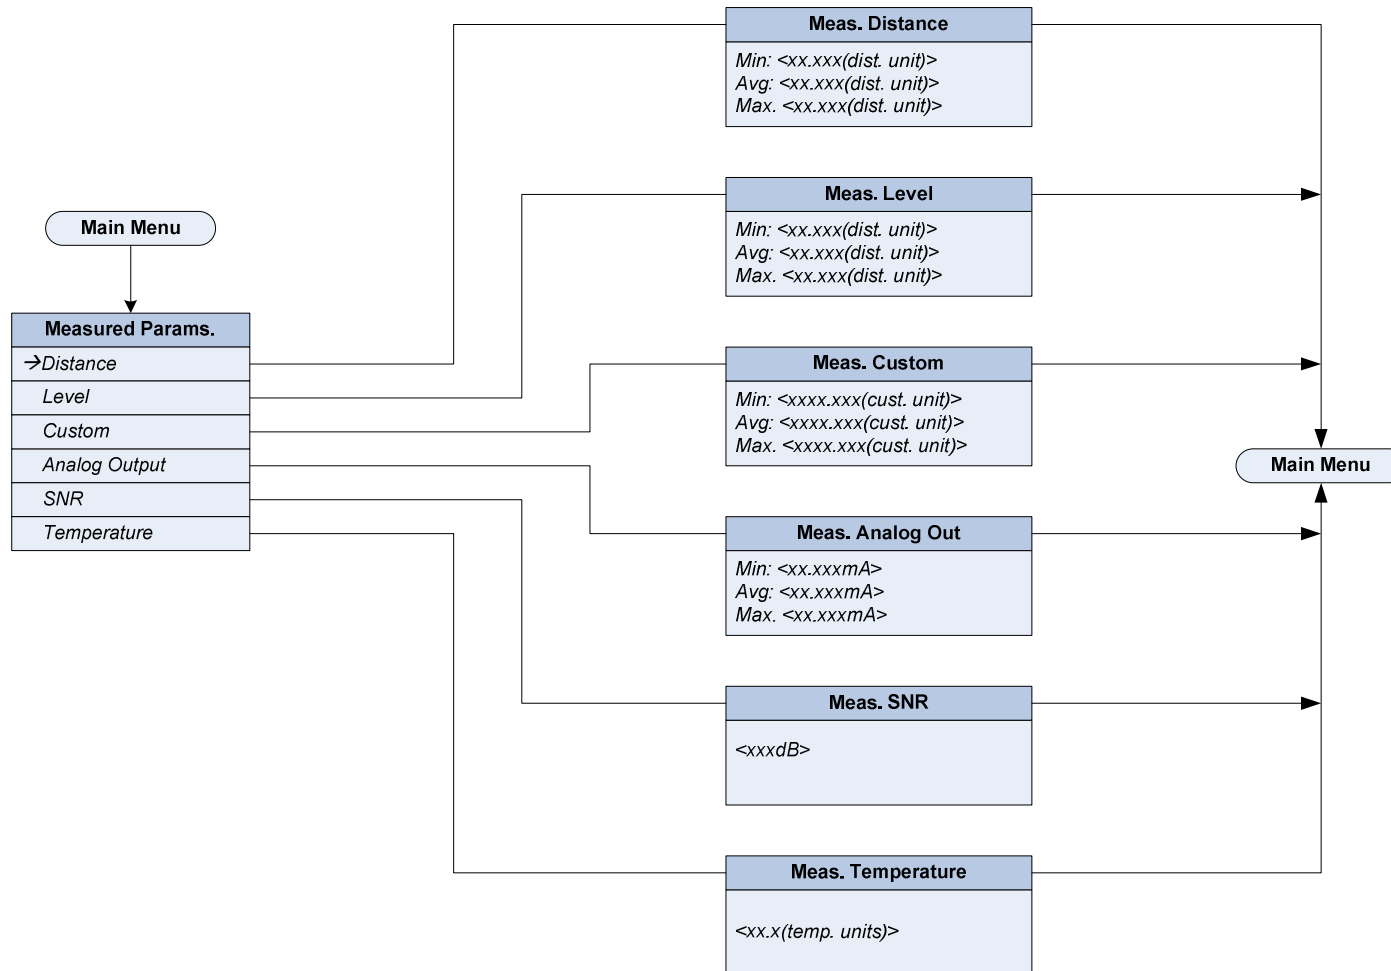 Main Menu
Measured Params.
→Distance
Level
Custom
Analog Output
SNR
Temperature
Meas. Distance
Min: <xx.xxx(dist. unit)>
Avg: <xx.xxx(dist. unit)>
Max. <xx.xxx(dist. unit)>
Meas. Level
Min: <xx.xxx(dist. unit)>
Avg: <xx.xxx(dist. unit)>
Max. <xx.xxx(dist. unit)>
Meas. Custom
Min: <xxxx.xxx(cust. unit)>
Avg: <xxxx.xxx(cust. unit)>
Max. <xxxx.xxx(cust. unit)>
Meas. Analog Out
Min: <xx.xxxmA>
Avg: <xx.xxxmA>
Max. <xx.xxxmA>
Meas. SNR
<xxxdB>
Meas. Temperature
<xx.x(temp. units)>
Main Menu